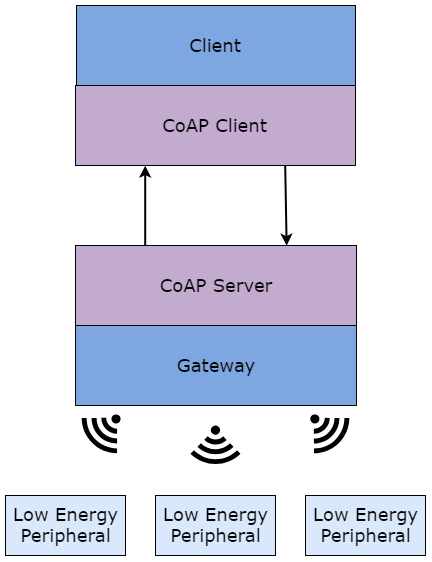 Client
CoAP Client
CoAP Server
Gateway
Low Energy
Peripheral
Low Energy
Peripheral
Low Energy
Peripheral